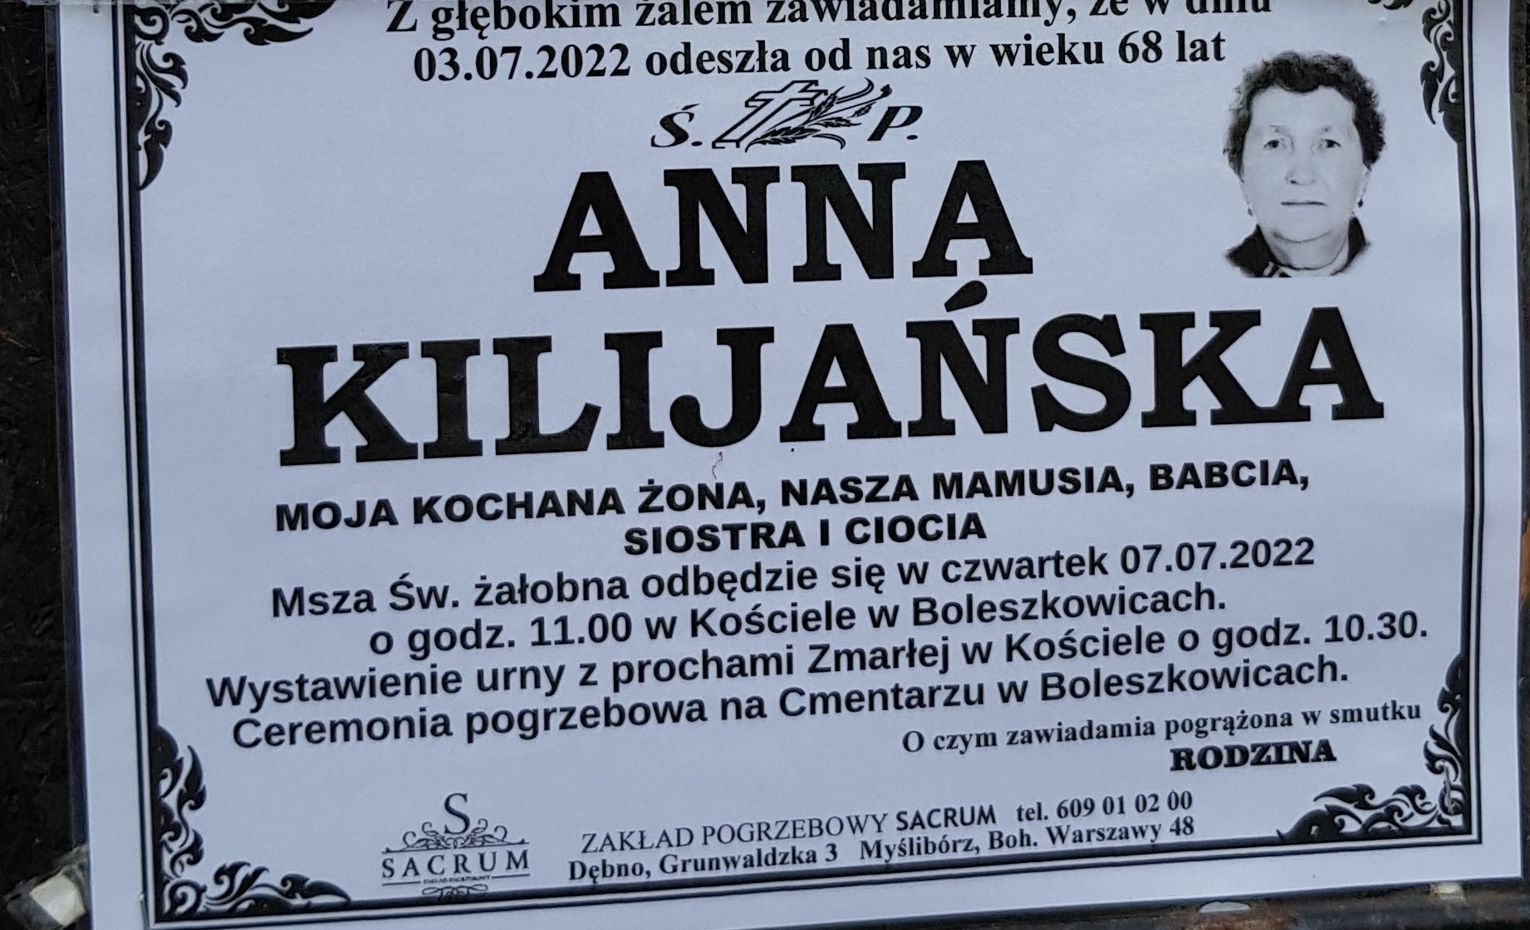 Z głębokim żalem zawiadamiamy, że w dniu
03.07.2022 odeszła od nas w wieku 68 lat
Ś. P.
ANNA
KILIJAŃSKA
MOJA KOCHANA ŻONA, NASZA MAMUSIA, BABCIA,
SIOSTRA I CIOCIA
Msza Św. żałobna odbędzie się w czwartek 07.07.2022
o godz. 11.00 w Kościele w Boleszkowicach.
Wystawienie urny z prochami Zmarłej w Kościele o godz. 10.30.
Ceremonia pogrzebowa na Cmentarzu w Boleszkowicach.
O czym zawiadamia pogrążona w smutku
RODZINA
S
SACRUM
ZAKŁAD POGRZEBOWY SACRUM tel. 609 01 02 00
Dębno, Grunwaldzka 3 Myślibórz, Boh. Warszawy 48